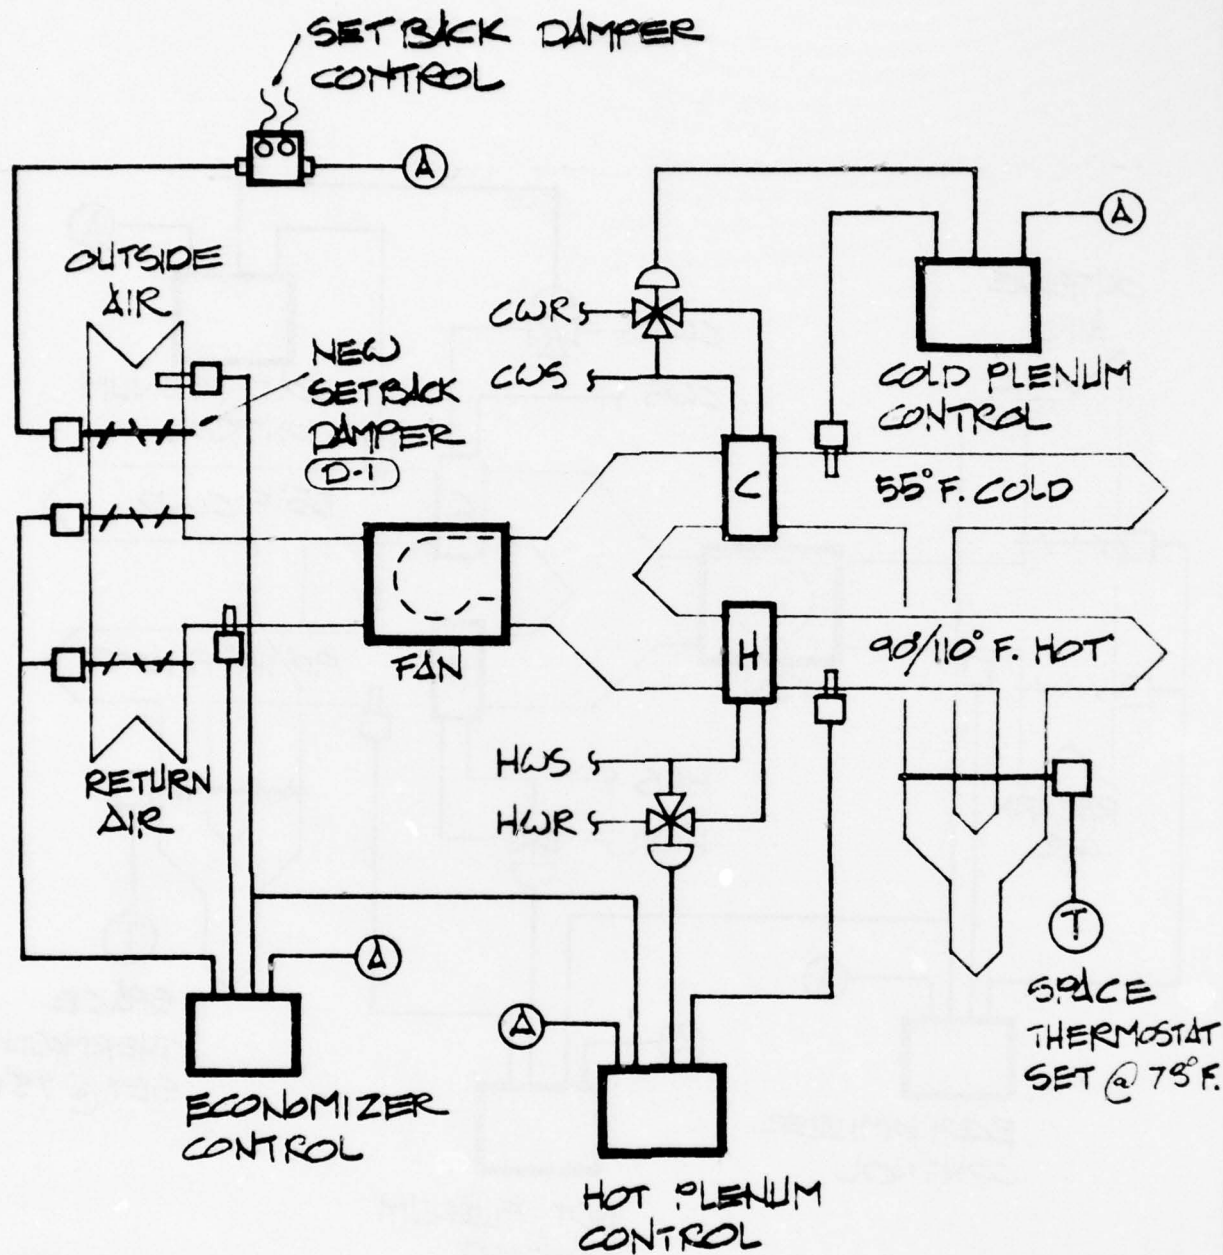 SETBACK DAMPER
CONTROL
A
A
OUTSIDE
AIR
NEW
SETBACK
DAMPER
D-1
CWR
CWS
COLD PLENUM
CONTROL
C
55° F. COLD
H
90°/110° F. HOT
FAN
RETURN
AIR
HWS
HWR
T
SPACE
THERMOSTAT
SET @ 75° F.
A
ECONOMIZER
CONTROL
A
HOT PLENUM
CONTROL